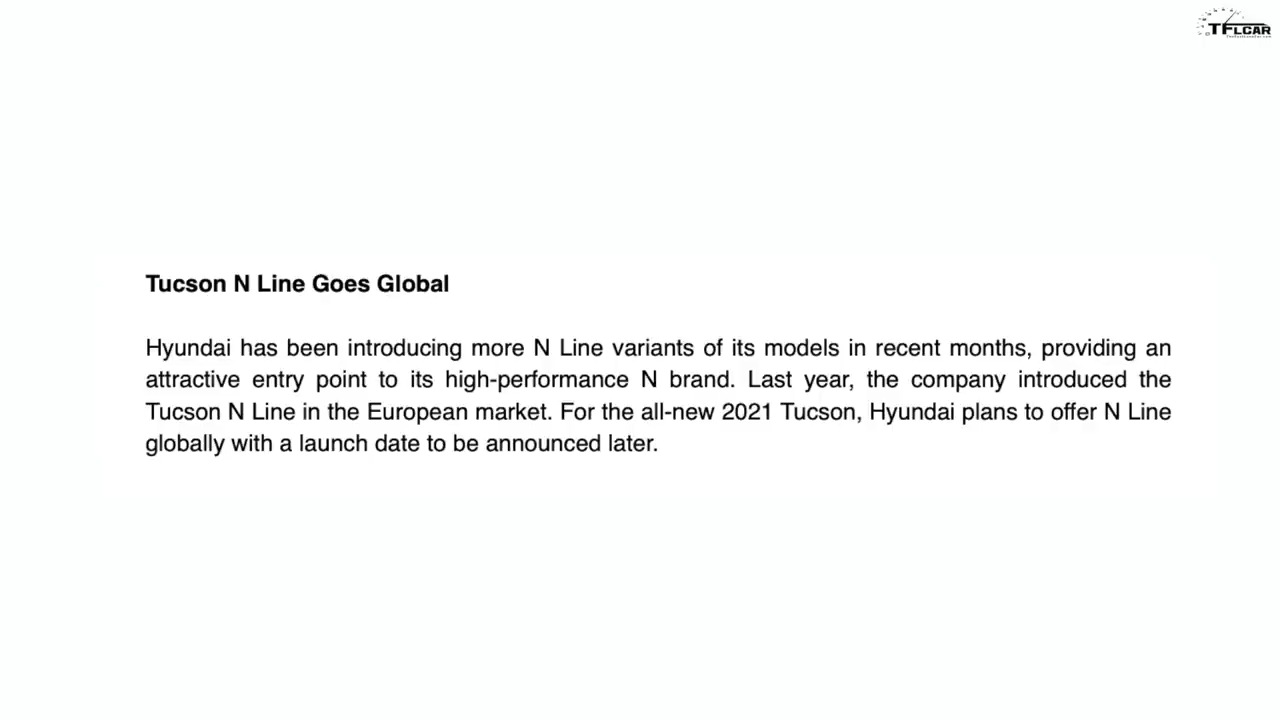 TFLCAR
Tucson N Line Goes Global
Hyundai has been introducing more N Line variants of its models in recent months, providing an
attractive entry point to its high-performance N brand. Last year, the company introduced the
Tucson N Line in the European market. For the all-new 2021 Tucson, Hyundai plans to offer N Line
globally with a launch date to be announced later.